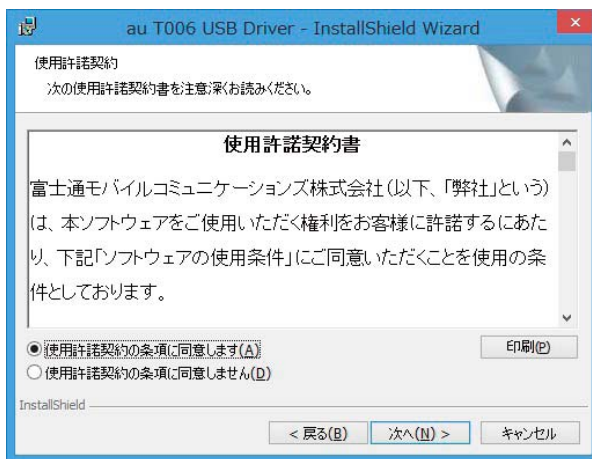 au T006 USB Driver - InstallShield Wizard
使用許諾契約
次の使用許諾契約書を注意深くお読みください。
使用許諾契約書
富士通モバイルコミュニケーションズ株式会社(以下、「弊社」という)
は、本ソフトウェアをご使用いただく権利をお客様に許諾するにあた
り、下記「ソフトウェアの使用条件」にご同意いただくことを使用の条
件としております。
使用許諾契約の条項に同意します(A)
印刷(P)
使用許諾契約の条項に同意しません(D)
InstallShield
< 戻る(B)
次へ(N) >
キャンセル